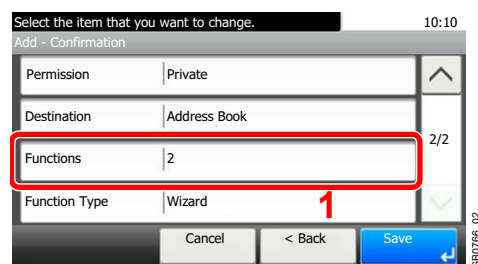 Select the item that you want to change. 10:10
Add - Confirmation
Permission Private
Destination Address Book
2/2
Functions 2
Function Type Wizard
1
Cancel < Back Save
GB0766_02